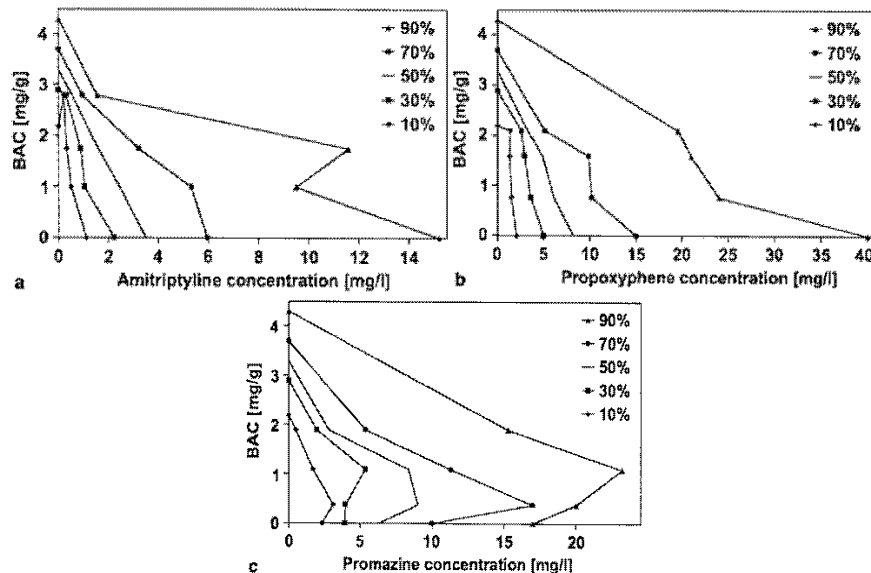 BAC [mg/g]
4
3
2
1
0
90%
70%
50%
30%
10%
0 2 4 6 8 10 12 14
Amitriptyline concentration [mg/l]
a
BAC [mg/g]
4
3
2
1
0
90%
70%
50%
30%
10%
0 5 10 15 20 25 30 35 40
Propoxyphene concentration [mg/l]
b
BAC [mg/g]
4
3
2
1
0
90%
70%
50%
30%
10%
0 5 10 15 20
Promazine concentration [mg/l]
c